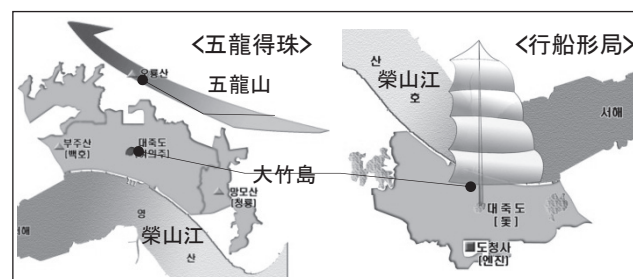 <五龍得珠>
오룡산
五龍山
부주산
(백호)
대죽도
(여의주)
망모산
(청룡)
서해
영
榮山江
산
大竹島
<行船形局>
산
榮山江
호
서해
대죽도
[돛]
도청사
(엔진)